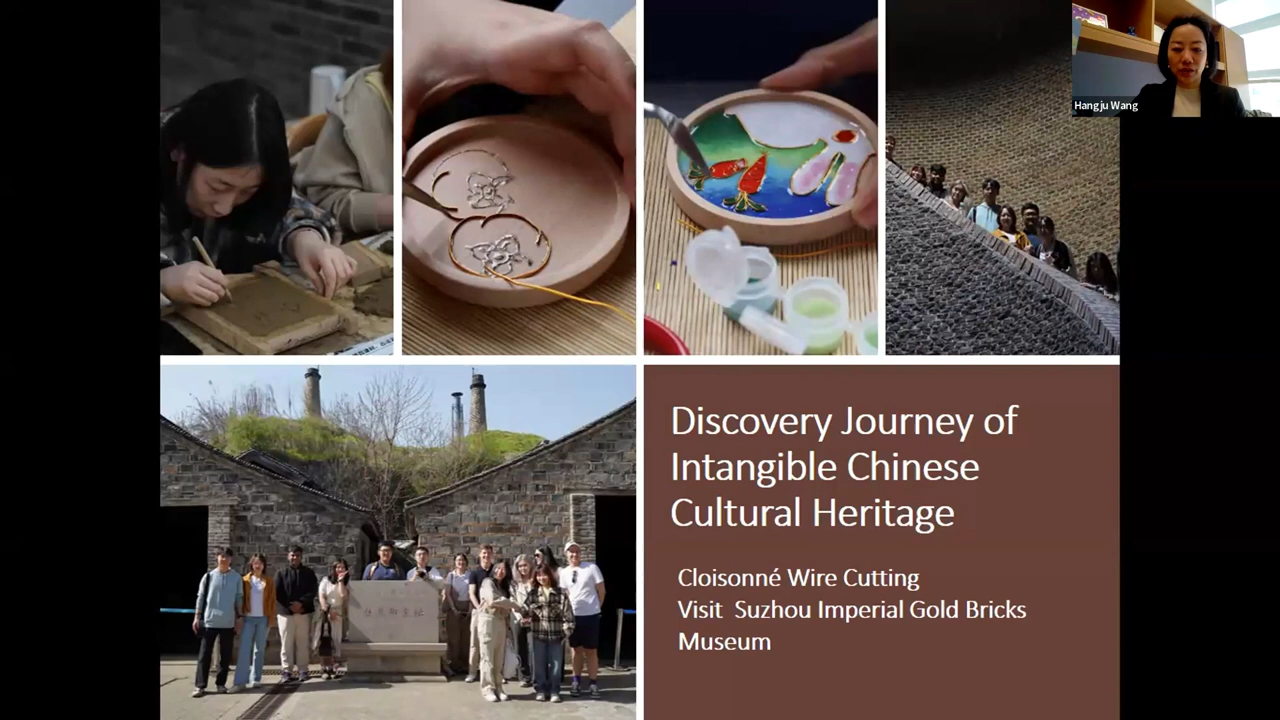 Hangju Wang
Discovery Journey of
Intangible Chinese
Cultural Heritage
Cloisonné Wire Cutting
Visit Suzhou Imperial Gold Bricks
Museum